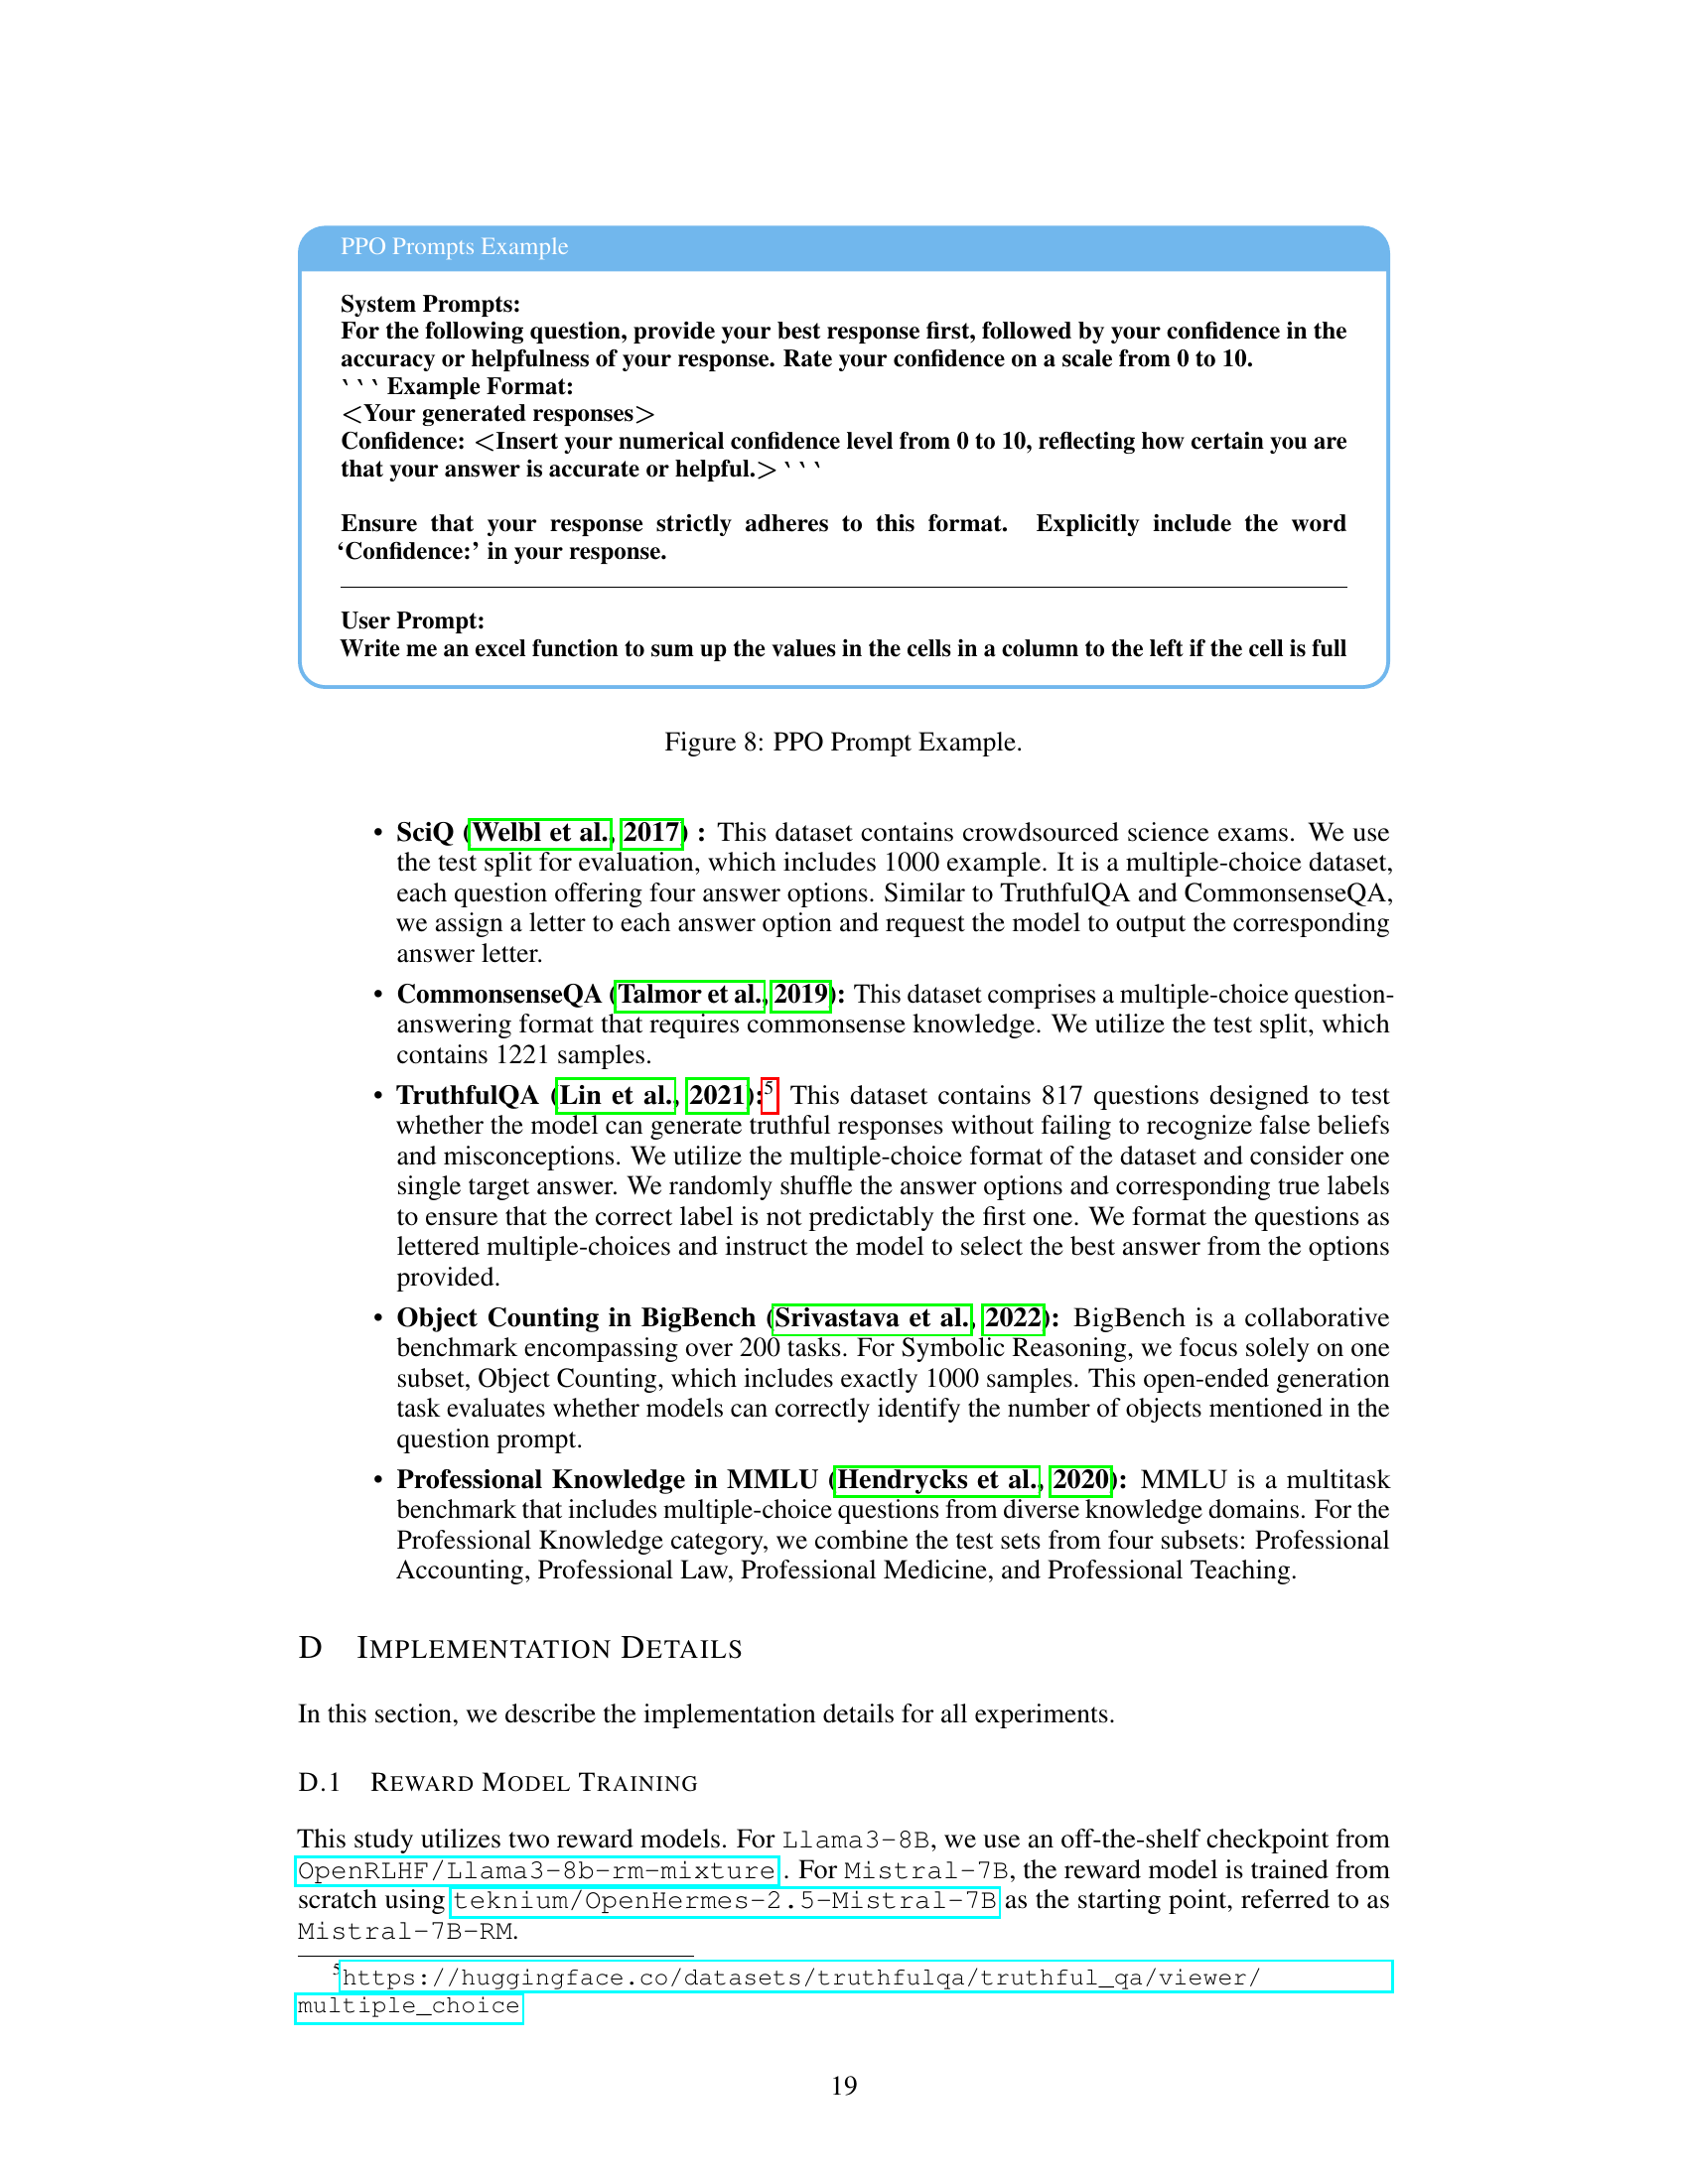 PPO Prompts Example
System Prompts:
For the following question, provide your best response first, followed by your confidence in the
accuracy or helpfulness of your response. Rate your confidence on a scale from 0 to 10.
``` Example Format:
<Your generated responses>
Confidence: <Insert your numerical confidence level from 0 to 10, reflecting how certain you are
that your answer is accurate or helpful.>```
Ensure that your response strictly adheres to this format. Explicitly include the word
‘Confidence:’ in your response.
User Prompt:
Write me an excel function to sum up the values in the cells in a column to the left if the cell is full
Figure 8: PPO Prompt Example.
• SciQ (Welbl et al., 2017) : This dataset contains crowdsourced science exams. We use
the test split for evaluation, which includes 1000 example. It is a multiple-choice dataset,
each question offering four answer options. Similar to TruthfulQA and CommonsenseQA,
we assign a letter to each answer option and request the model to output the corresponding
answer letter.
• CommonsenseQA (Talmor et al., 2019): This dataset comprises a multiple-choice question-
answering format that requires commonsense knowledge. We utilize the test split, which
contains 1221 samples.
• TruthfulQA (Lin et al., 2021):5 This dataset contains 817 questions designed to test
whether the model can generate truthful responses without failing to recognize false beliefs
and misconceptions. We utilize the multiple-choice format of the dataset and consider one
single target answer. We randomly shuffle the answer options and corresponding true labels
to ensure that the correct label is not predictably the first one. We format the questions as
lettered multiple-choices and instruct the model to select the best answer from the options
provided.
• Object Counting in BigBench (Srivastava et al., 2022): BigBench is a collaborative
benchmark encompassing over 200 tasks. For Symbolic Reasoning, we focus solely on one
subset, Object Counting, which includes exactly 1000 samples. This open-ended generation
task evaluates whether models can correctly identify the number of objects mentioned in the
question prompt.
• Professional Knowledge in MMLU (Hendrycks et al., 2020): MMLU is a multitask
benchmark that includes multiple-choice questions from diverse knowledge domains. For the
Professional Knowledge category, we combine the test sets from four subsets: Professional
Accounting, Professional Law, Professional Medicine, and Professional Teaching.
D IMPLEMENTATION DETAILS
In this section, we describe the implementation details for all experiments.
D.1 REWARD MODEL TRAINING
This study utilizes two reward models. For Llama3-8B, we use an off-the-shelf checkpoint from
OpenRLHF/Llama3-8b-rm-mixture. For Mistral-7B, the reward model is trained from
scratch using teknium/OpenHermes-2.5-Mistral-7B as the starting point, referred to as
Mistral-7B-RM.
5https://huggingface.co/datasets/truthfulqa/truthful_qa/viewer/
multiple_choice
19